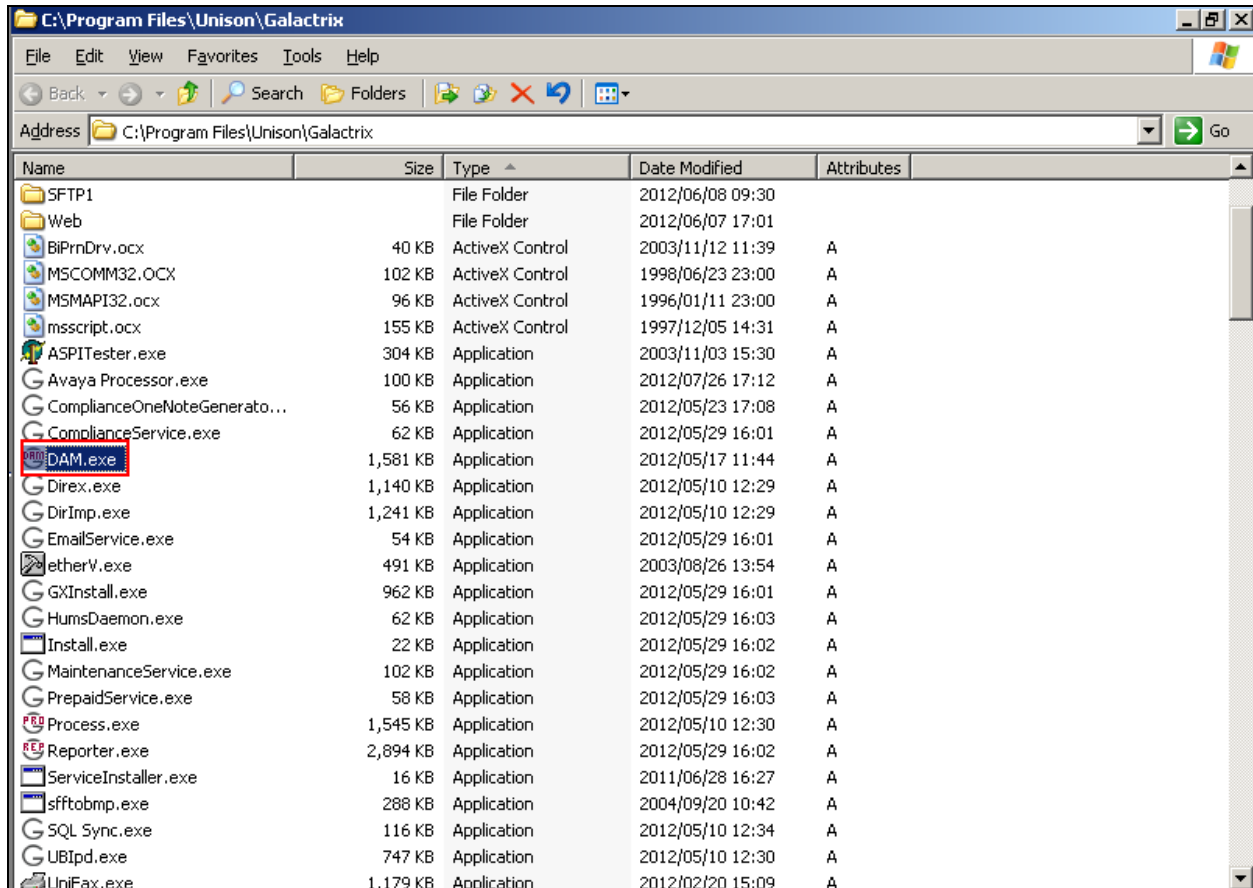 C:\Program Files\Unison\Galactrix
File Edit View Favorites Tools Help
Back Search Folders
Address C:\Program Files\Unison\Galactrix Go
Name Size Type Date Modified Attributes
SFTP1 File Folder 2012/06/08 09:30
Web File Folder 2012/06/07 17:01
BiPrnDrv.ocx 40 KB ActiveX Control 2003/11/12 11:39 A
MSCOMM32.OCX 102 KB ActiveX Control 1998/06/23 23:00 A
MSMAPI32.ocx 96 KB ActiveX Control 1996/01/11 23:00 A
msscript.ocx 155 KB ActiveX Control 1997/12/05 14:31 A
ASPITester.exe 304 KB Application 2003/11/03 15:30 A
Avaya Processor.exe 100 KB Application 2012/07/26 17:12 A
ComplianceOneNoteGenerato... 56 KB Application 2012/05/23 17:08 A
ComplianceService.exe 62 KB Application 2012/05/29 16:01 A
DAM DAM.exe 1,581 KB Application 2012/05/17 11:44 A
Direx.exe 1,140 KB Application 2012/05/10 12:29 A
DirImp.exe 1,241 KB Application 2012/05/10 12:29 A
EmailService.exe 54 KB Application 2012/05/29 16:01 A
etherV.exe 491 KB Application 2003/08/26 13:54 A
GXInstall.exe 962 KB Application 2012/05/29 16:01 A
HumsDaemon.exe 62 KB Application 2012/05/29 16:03 A
Install.exe 22 KB Application 2012/05/29 16:02 A
MaintenanceService.exe 102 KB Application 2012/05/29 16:02 A
PrepaidService.exe 58 KB Application 2012/05/29 16:03 A
PRO Process.exe 1,545 KB Application 2012/05/10 12:30 A
REP Reporter.exe 2,894 KB Application 2012/05/29 16:02 A
ServiceInstaller.exe 16 KB Application 2011/06/28 16:27 A
sfftobmp.exe 288 KB Application 2004/09/20 10:42 A
SQL Sync.exe 116 KB Application 2012/05/10 12:34 A
UBIpd.exe 747 KB Application 2012/05/10 12:30 A
UniFax.exe 1,179 KB Application 2012/02/20 15:09 A